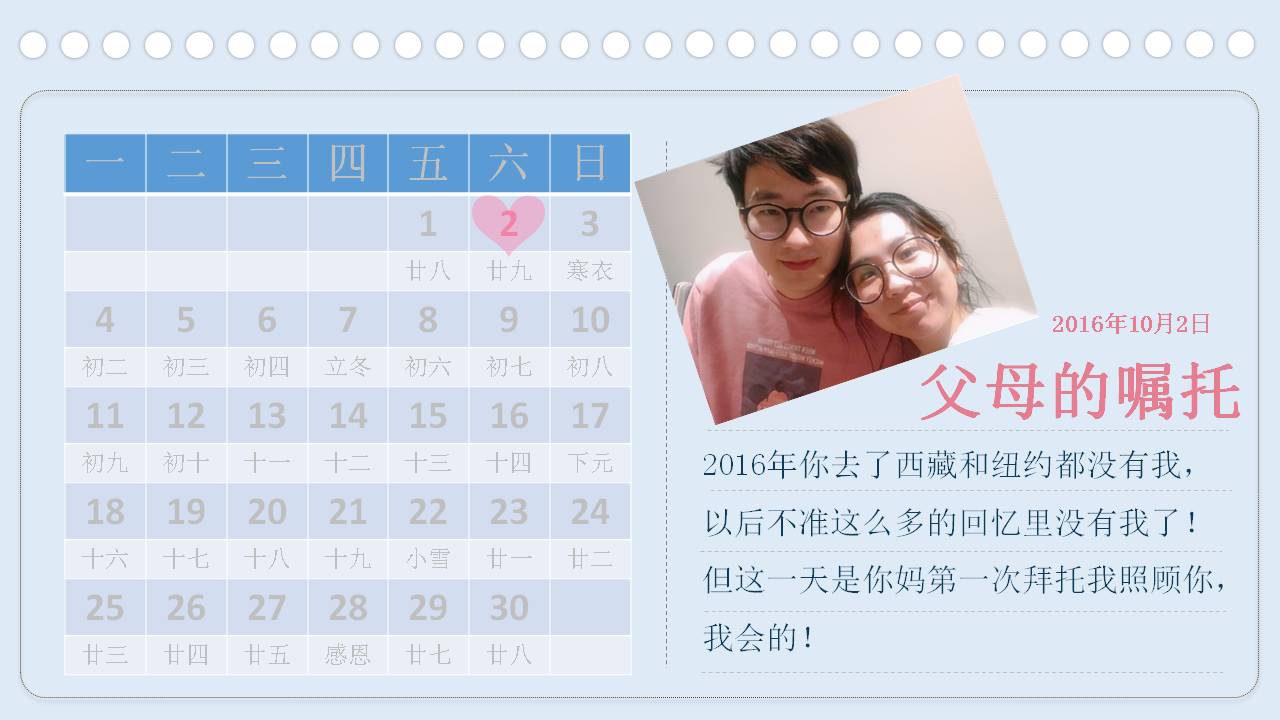 一 二 三 四 五 六 日
1 2 3
廿八 廿九 寒衣
4 5 6 7 8 9 10
初二 初三 初四 立冬 初六 初七 初八
11 12 13 14 15 16 17
初九 初十 十一 十二 十三 十四 下元
18 19 20 21 22 23 24
十六 十七 十八 十九 小雪 廿一 廿二
25 26 27 28 29 30
廿三 廿四 廿五 感恩 廿七 廿八
2016年10月2日
父母的嘱托
2016年你去了西藏和纽约都没有我，
以后不准这么多的回忆里没有我了！
但这一天是你妈第一次拜托我照顾你，
我会的！